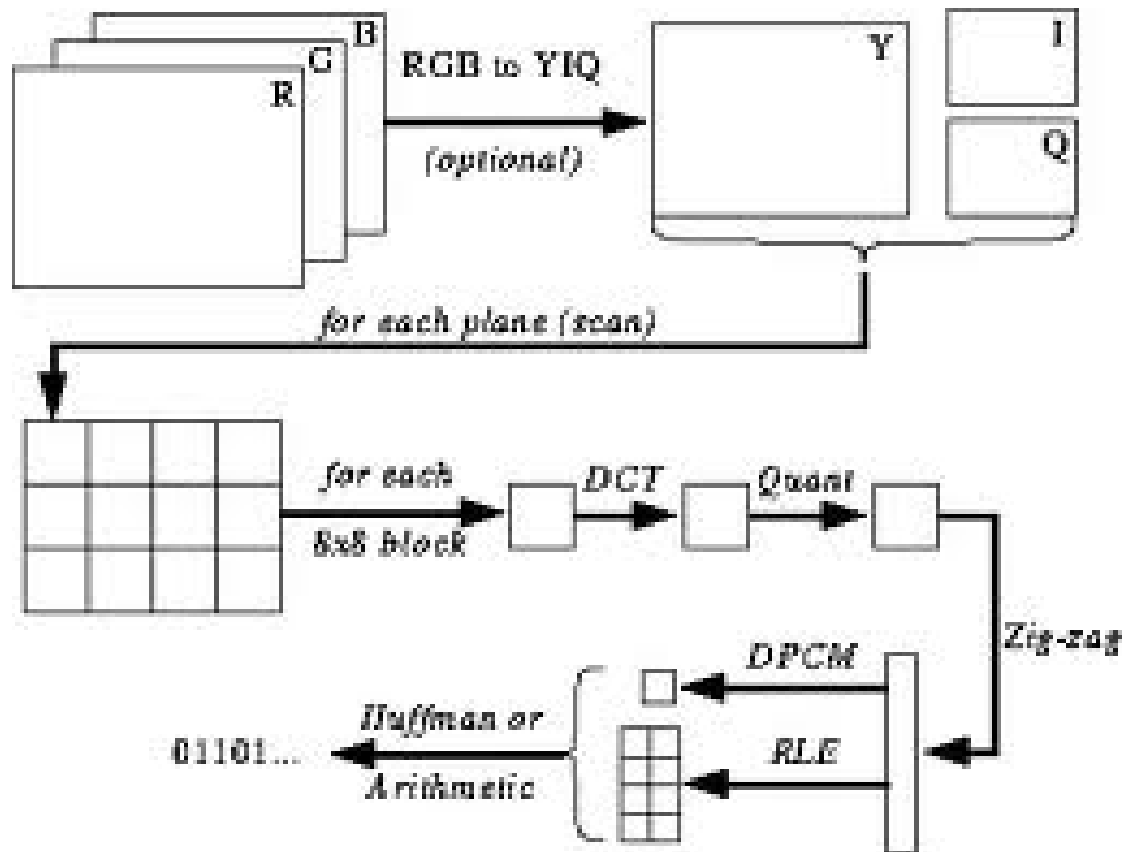 B
G
R
RGB to YIQ
(optional)
Y
I
Q
for each plane (scan)
for each
8x8 block
DCT
Quant
Zig-zag
DPCM
RLE
Huffman or
Arithmetic
01101...